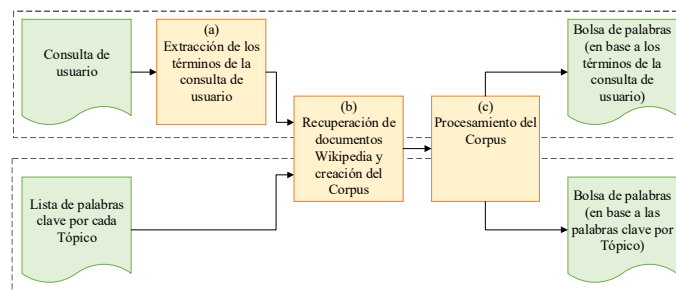 Consulta de
usuario
(a)
Extracción de los
términos de la
consulta de
usuario
(b)
Recuperación de
documentos
Wikipedia y
creación del
Corpus
(c)
Procesamiento del
Corpus
Bolsa de palabras
(en base a los
términos de la
consulta de
usuario)
Lista de palabras
clave por cada
Tópico
Bolsa de palabras
(en base a las
palabras clave por
Tópico)